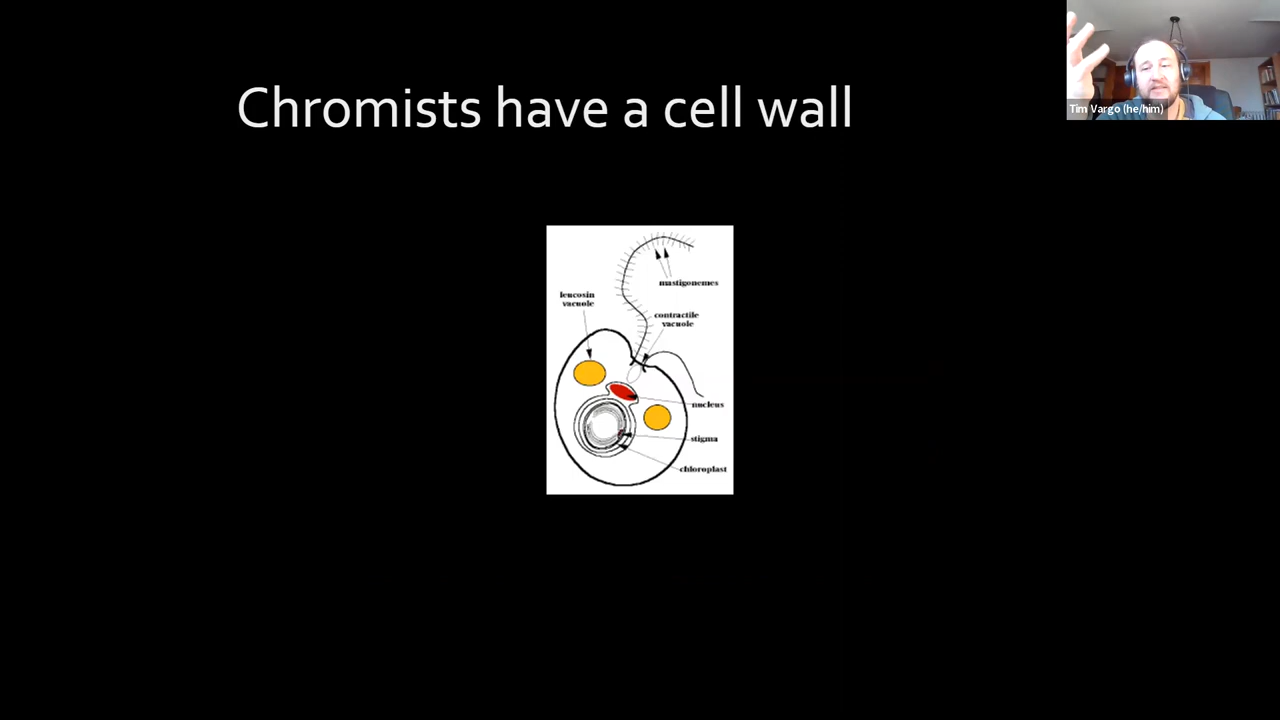 Chromists have a cell wall
Tim Vargo (he/him)
mastigonemes
leucosin
vacuole
contractile
vacuole
nucleus
stigma
chloroplast